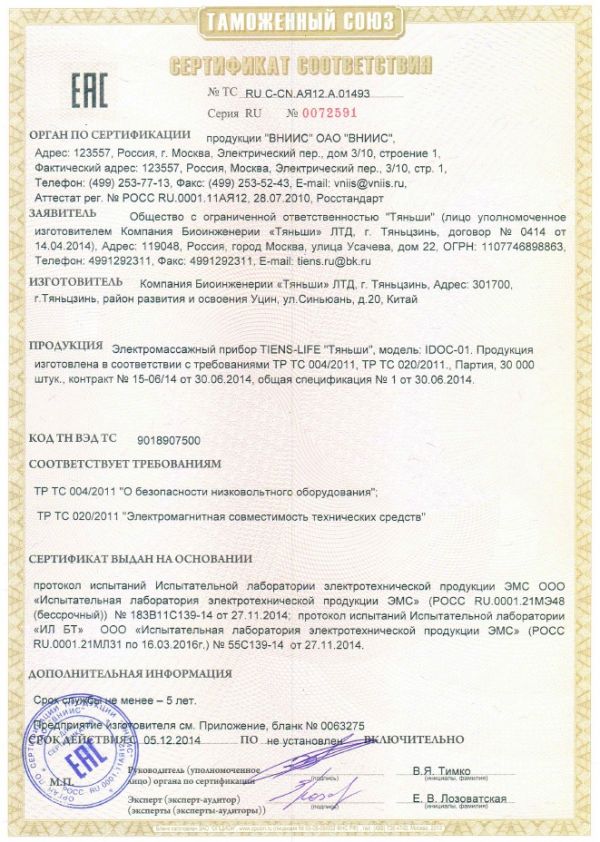 ТАМОЖЕННЫЙ СОЮЗ
СЕРТИФИКАТ СООТВЕТСТВИЯ
ЕАС
№ ТС RU C-CN.АЯ12.А.01493
Серия RU № 0072591
ОРГАН ПО СЕРТИФИКАЦИИ продукции "ВНИИС" ОАО "ВНИИС",
Адрес: 123557, Россия, г. Москва, Электрический пер., дом 3/10, строение 1,
Фактический адрес: 123557, Россия, Москва, Электрический пер., 3/10, стр. 1,
Телефон: (499) 253-77-13, Факс: (499) 253-52-43, E-mail: vniis@vniis.ru,
Аттестат рег. № РОСС RU.0001.11АЯ12, 28.07.2010, Росстандарт
ЗАЯВИТЕЛЬ Общество с ограниченной ответственностью "Тяньши" (лицо уполномоченное
изготовителем Компания Биоинженерии «Тяньши» ЛТД, г. Тяньцзинь, договор № 0414 от
14.04.2014), Адрес: 119048, Россия, город Москва, улица Усачева, дом 22, ОГРН: 1107746898863,
Телефон: 4991292311, Факс: 4991292311, E-mail: tiens.ru@bk.ru
ИЗГОТОВИТЕЛЬ Компания Биоинженерии «Тяньши» ЛТД, г. Тяньцзинь, Адрес: 301700,
г.Тяньцзинь, район развития и освоения Уцин, ул.Синьюань, д.20, Китай
ПРОДУКЦИЯ Электромассажный прибор TIENS-LIFE "Тяньши", модель: IDOC-01. Продукция
изготовлена в соответствии с требованиями ТР ТС 004/2011, ТР ТС 020/2011., Партия, 30 000
штук., контракт № 15-06/14 от 30.06.2014, общая спецификация № 1 от 30.06.2014.
КОД ТН ВЭД ТС 9018907500
СООТВЕТСТВУЕТ ТРЕБОВАНИЯМ
ТР ТС 004/2011 "О безопасности низковольтного оборудования";
ТР ТС 020/2011 "Электромагнитная совместимость технических средств"
СЕРТИФИКАТ ВЫДАН НА ОСНОВАНИИ
протокол испытаний Испытательной лаборатории электротехнической продукции ЭМС ООО
«Испытательная лаборатория электротехнической продукции ЭМС» (РОСС RU.0001.21МЭ48
(бессрочный)) № 183В11С139-14 от 27.11.2014; протокол испытаний Испытательной лаборатории
«ИЛ БТ» ООО «Испытательная лаборатория электротехнической продукции ЭМС» (РОСС
RU.0001.21МЛ31 по 16.03.2016г.) № 55С139-14 от 27.11.2014.
ДОПОЛНИТЕЛЬНАЯ ИНФОРМАЦИЯ
Срок службы не менее – 5 лет.
Предприятие изготовителя см. Приложение, бланк № 0063275
СРОК ДЕЙСТВИЯ С 05.12.2014 ПО не установлен ВКЛЮЧИТЕЛЬНО
ЕАС
М.П.
Руководитель (уполномоченное
лицо) органа по сертификации
(подпись)
В.Я. Тимко
(инициалы, фамилия)
Эксперт (эксперт-аудитор)
(эксперты (эксперты-аудиторы))
(подпись)
Е. В. Лозоватская
(инициалы, фамилия)